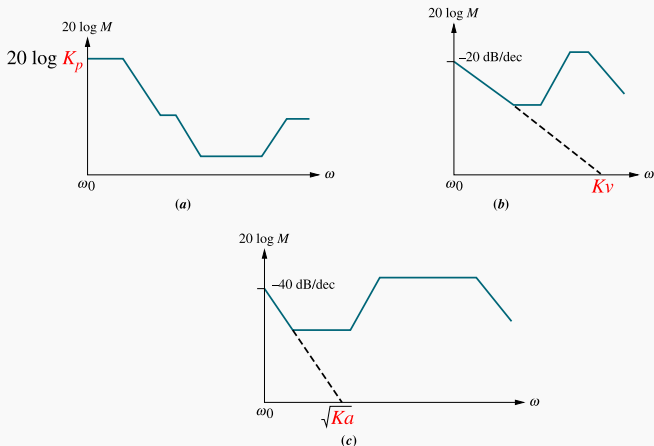 20 log M
20 log Kp
ω0
ω
(a)
20 log M
−20 dB/dec
ω0
Kv
ω
(b)
20 log M
−40 dB/dec
ω0
√Ka
ω
(c)